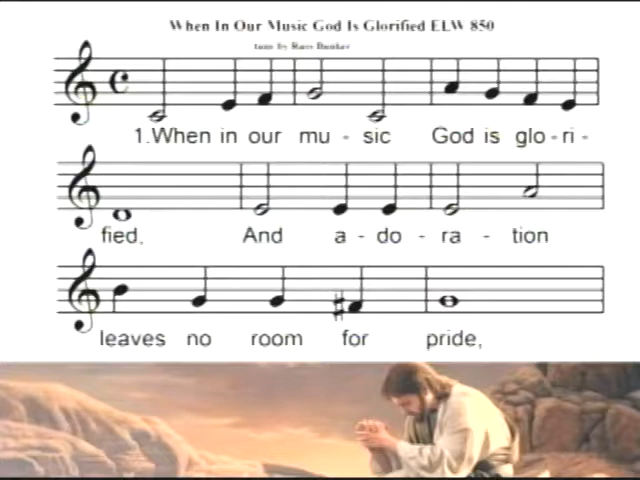 When In Our Music God Is Glorified ELW 850
tune by Russ Bunker
1.When in our mu - sic God is glo - ri -
fied, And a - do - ra - tion
leaves no room for pride,